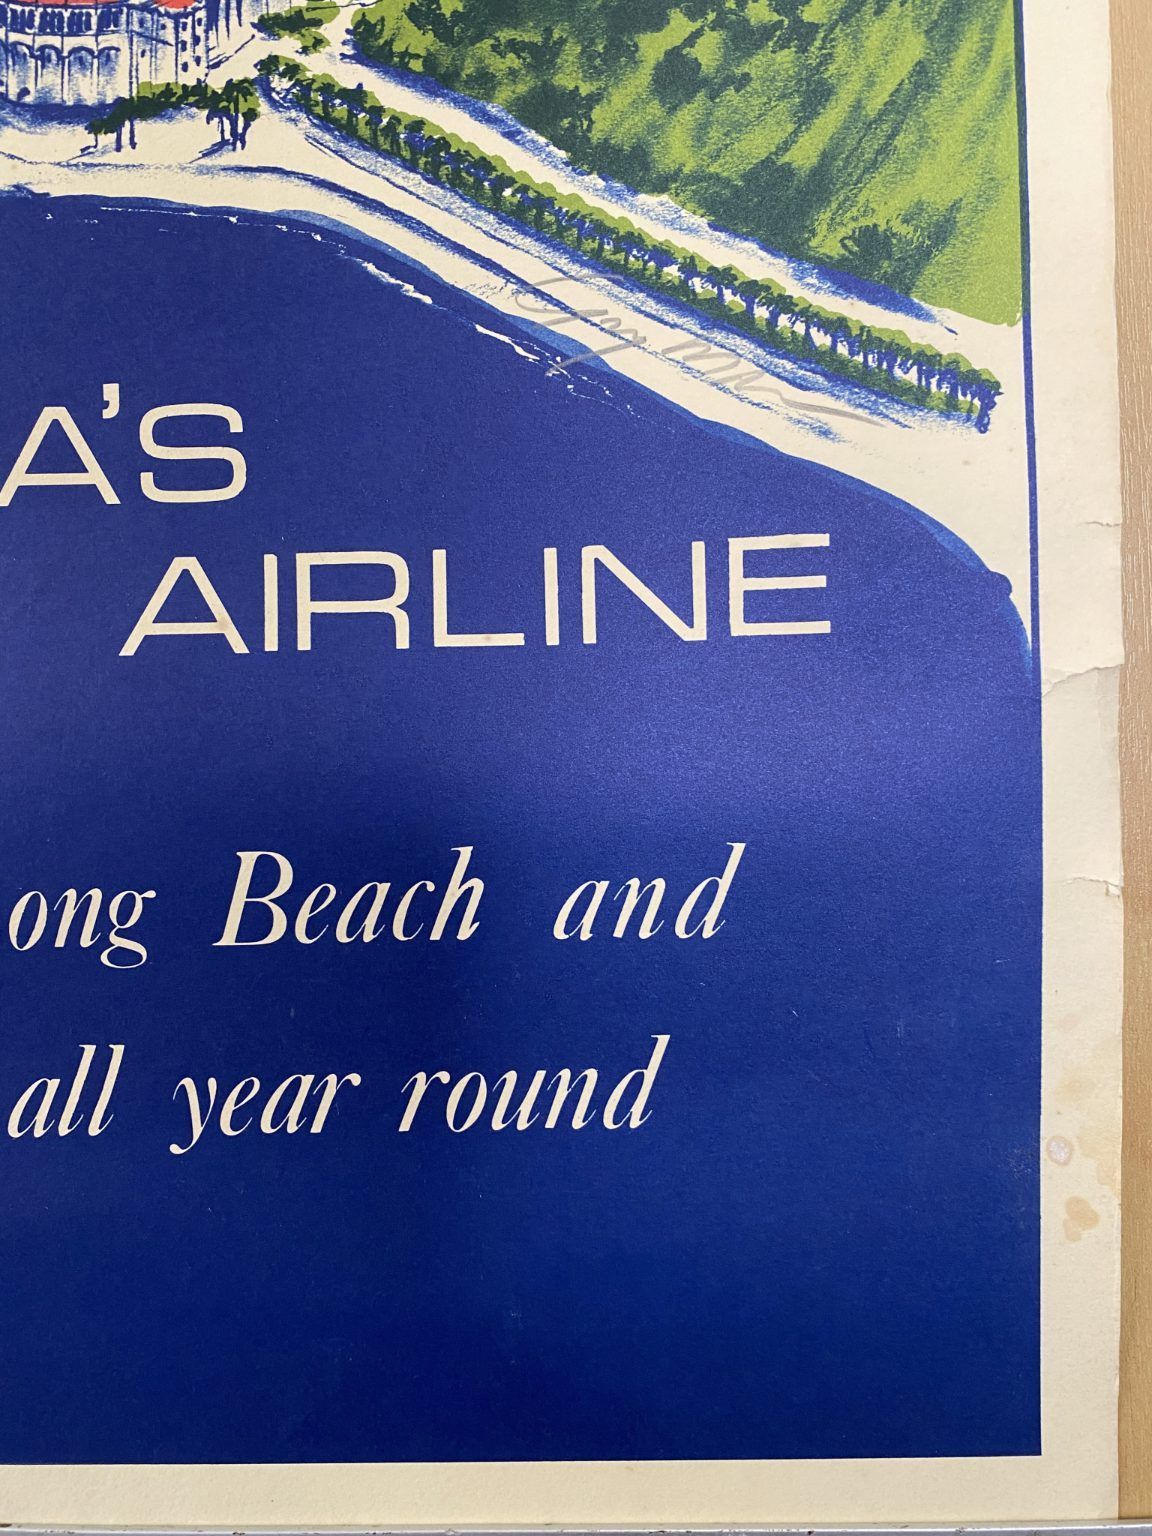 A'S
AIRLINE
ong Beach and
all year round